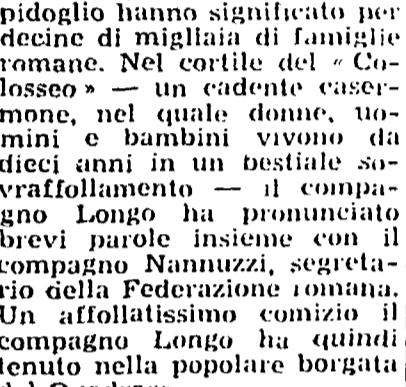 pidoglio hanno significato per
decine di migliaia di famiglie
romane. Nel cortile del « Co-
losseo » — un cadente caser-
mone, nel quale donne, uo-
mini e bambini vivono da
dieci anni in un bestiale so-
vraffollamento — il compa-
gno Longo ha pronunciato
brevi parole insieme con il
compagno Nannuzzi, segreta-
rio della Federazione romana.
Un affollatissimo comizio il
compagno Longo ha quindi
tenuto nella popolare borgata